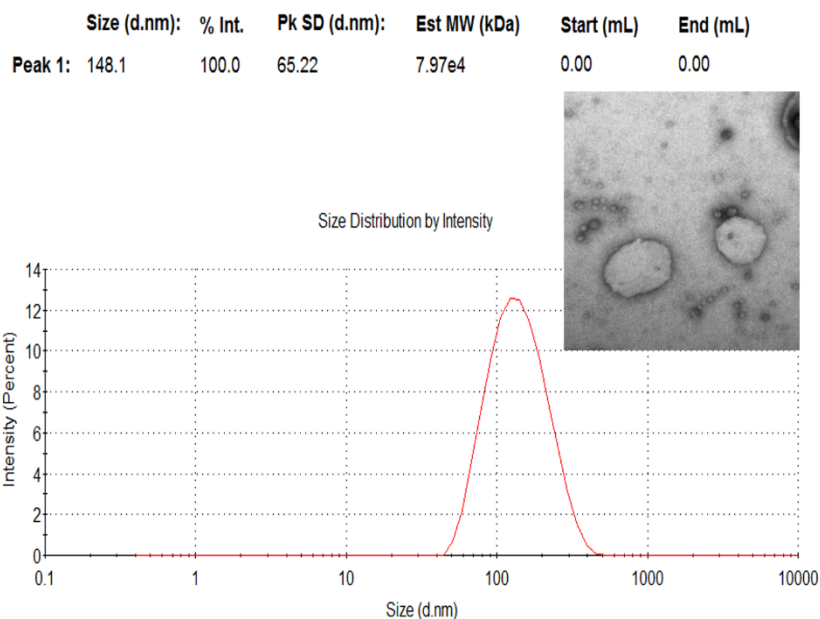 Size (d.nm): % Int. Pk SD (d.nm): Est MW (kDa) Start (mL) End (mL)
Peak 1: 148.1 100.0 65.22 7.97e4 0.00 0.00
Size Distribution by Intensity
Intensity (Percent)
14
12
10
8
6
4
2
0
0.1 1 10 100 1000 10000
Size (d.nm)